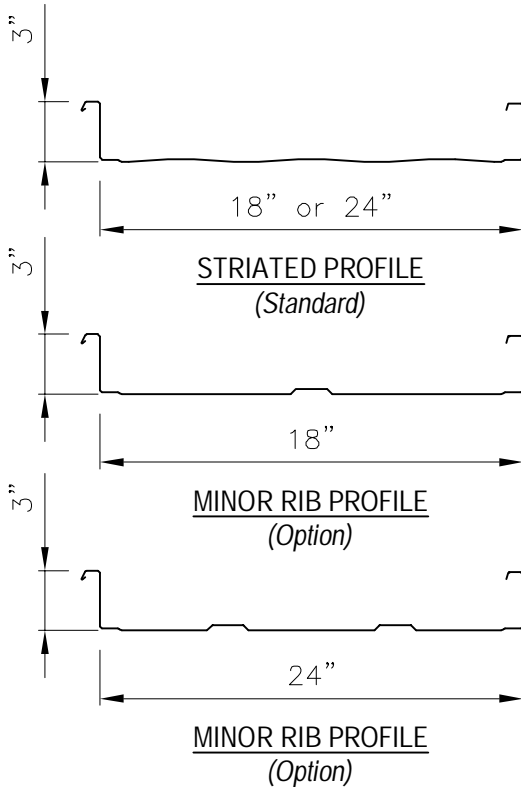 3”
18” or 24”
STRIATED PROFILE
(Standard)
3”
18”
MINOR RIB PROFILE
(Option)
3”
24”
MINOR RIB PROFILE
(Option)